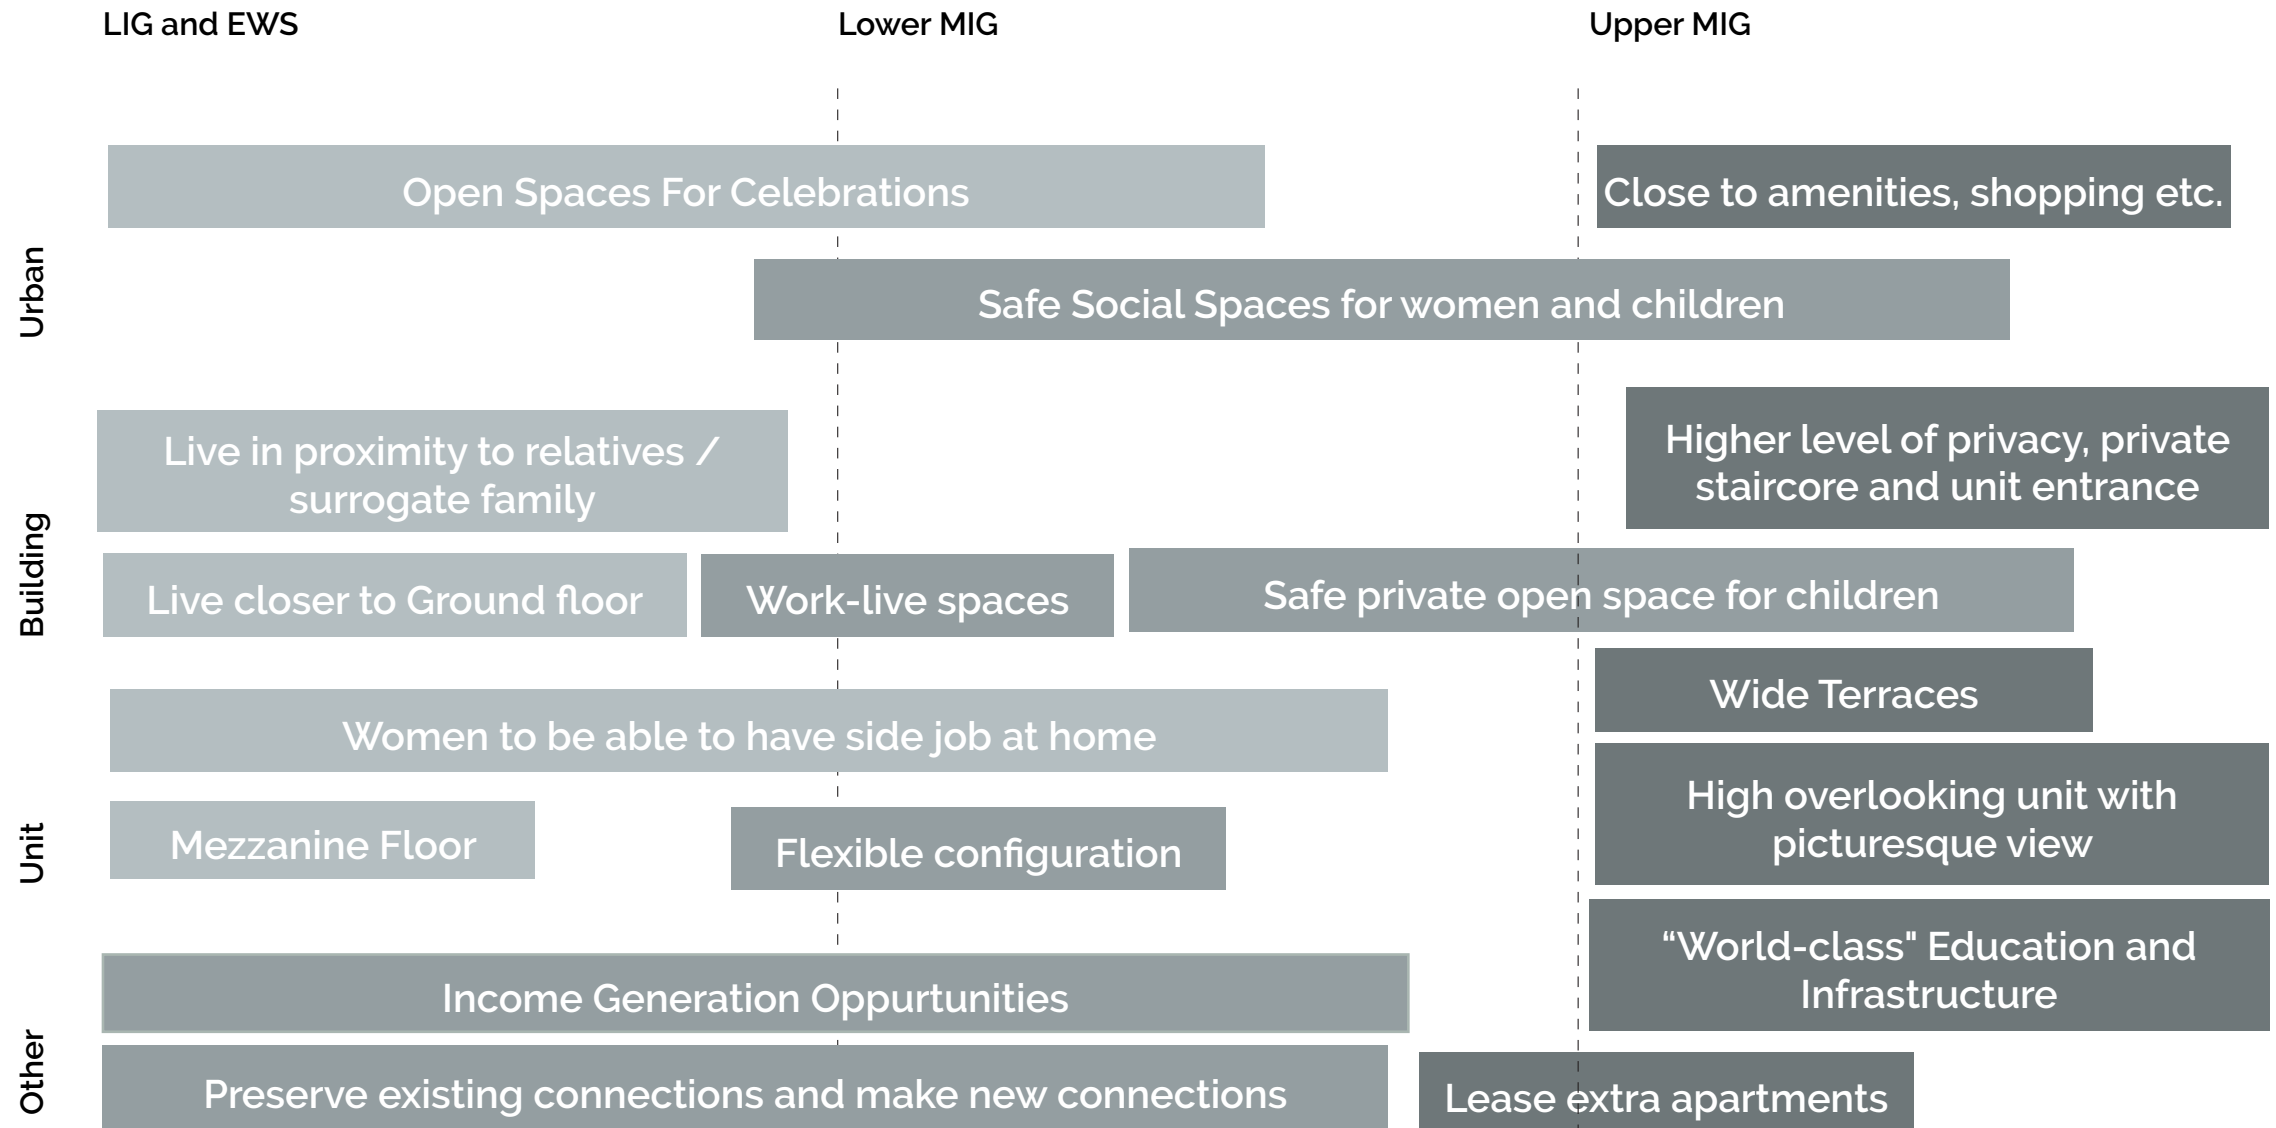 LIG and EWS
Lower MIG
Upper MIG
Urban
Open Spaces For Celebrations
Close to amenities, shopping etc.
Safe Social Spaces for women and children
Building
Live in proximity to relatives /
surrogate family
Higher level of privacy, private
staircore and unit entrance
Live closer to Ground floor
Work-live spaces
Safe private open space for children
Wide Terraces
Unit
Women to be able to have side job at home
High overlooking unit with
picturesque view
Mezzanine Floor
Flexible configuration
“World-class" Education and
Infrastructure
Other
Income Generation Oppurtunities
Preserve existing connections and make new connections
Lease extra apartments